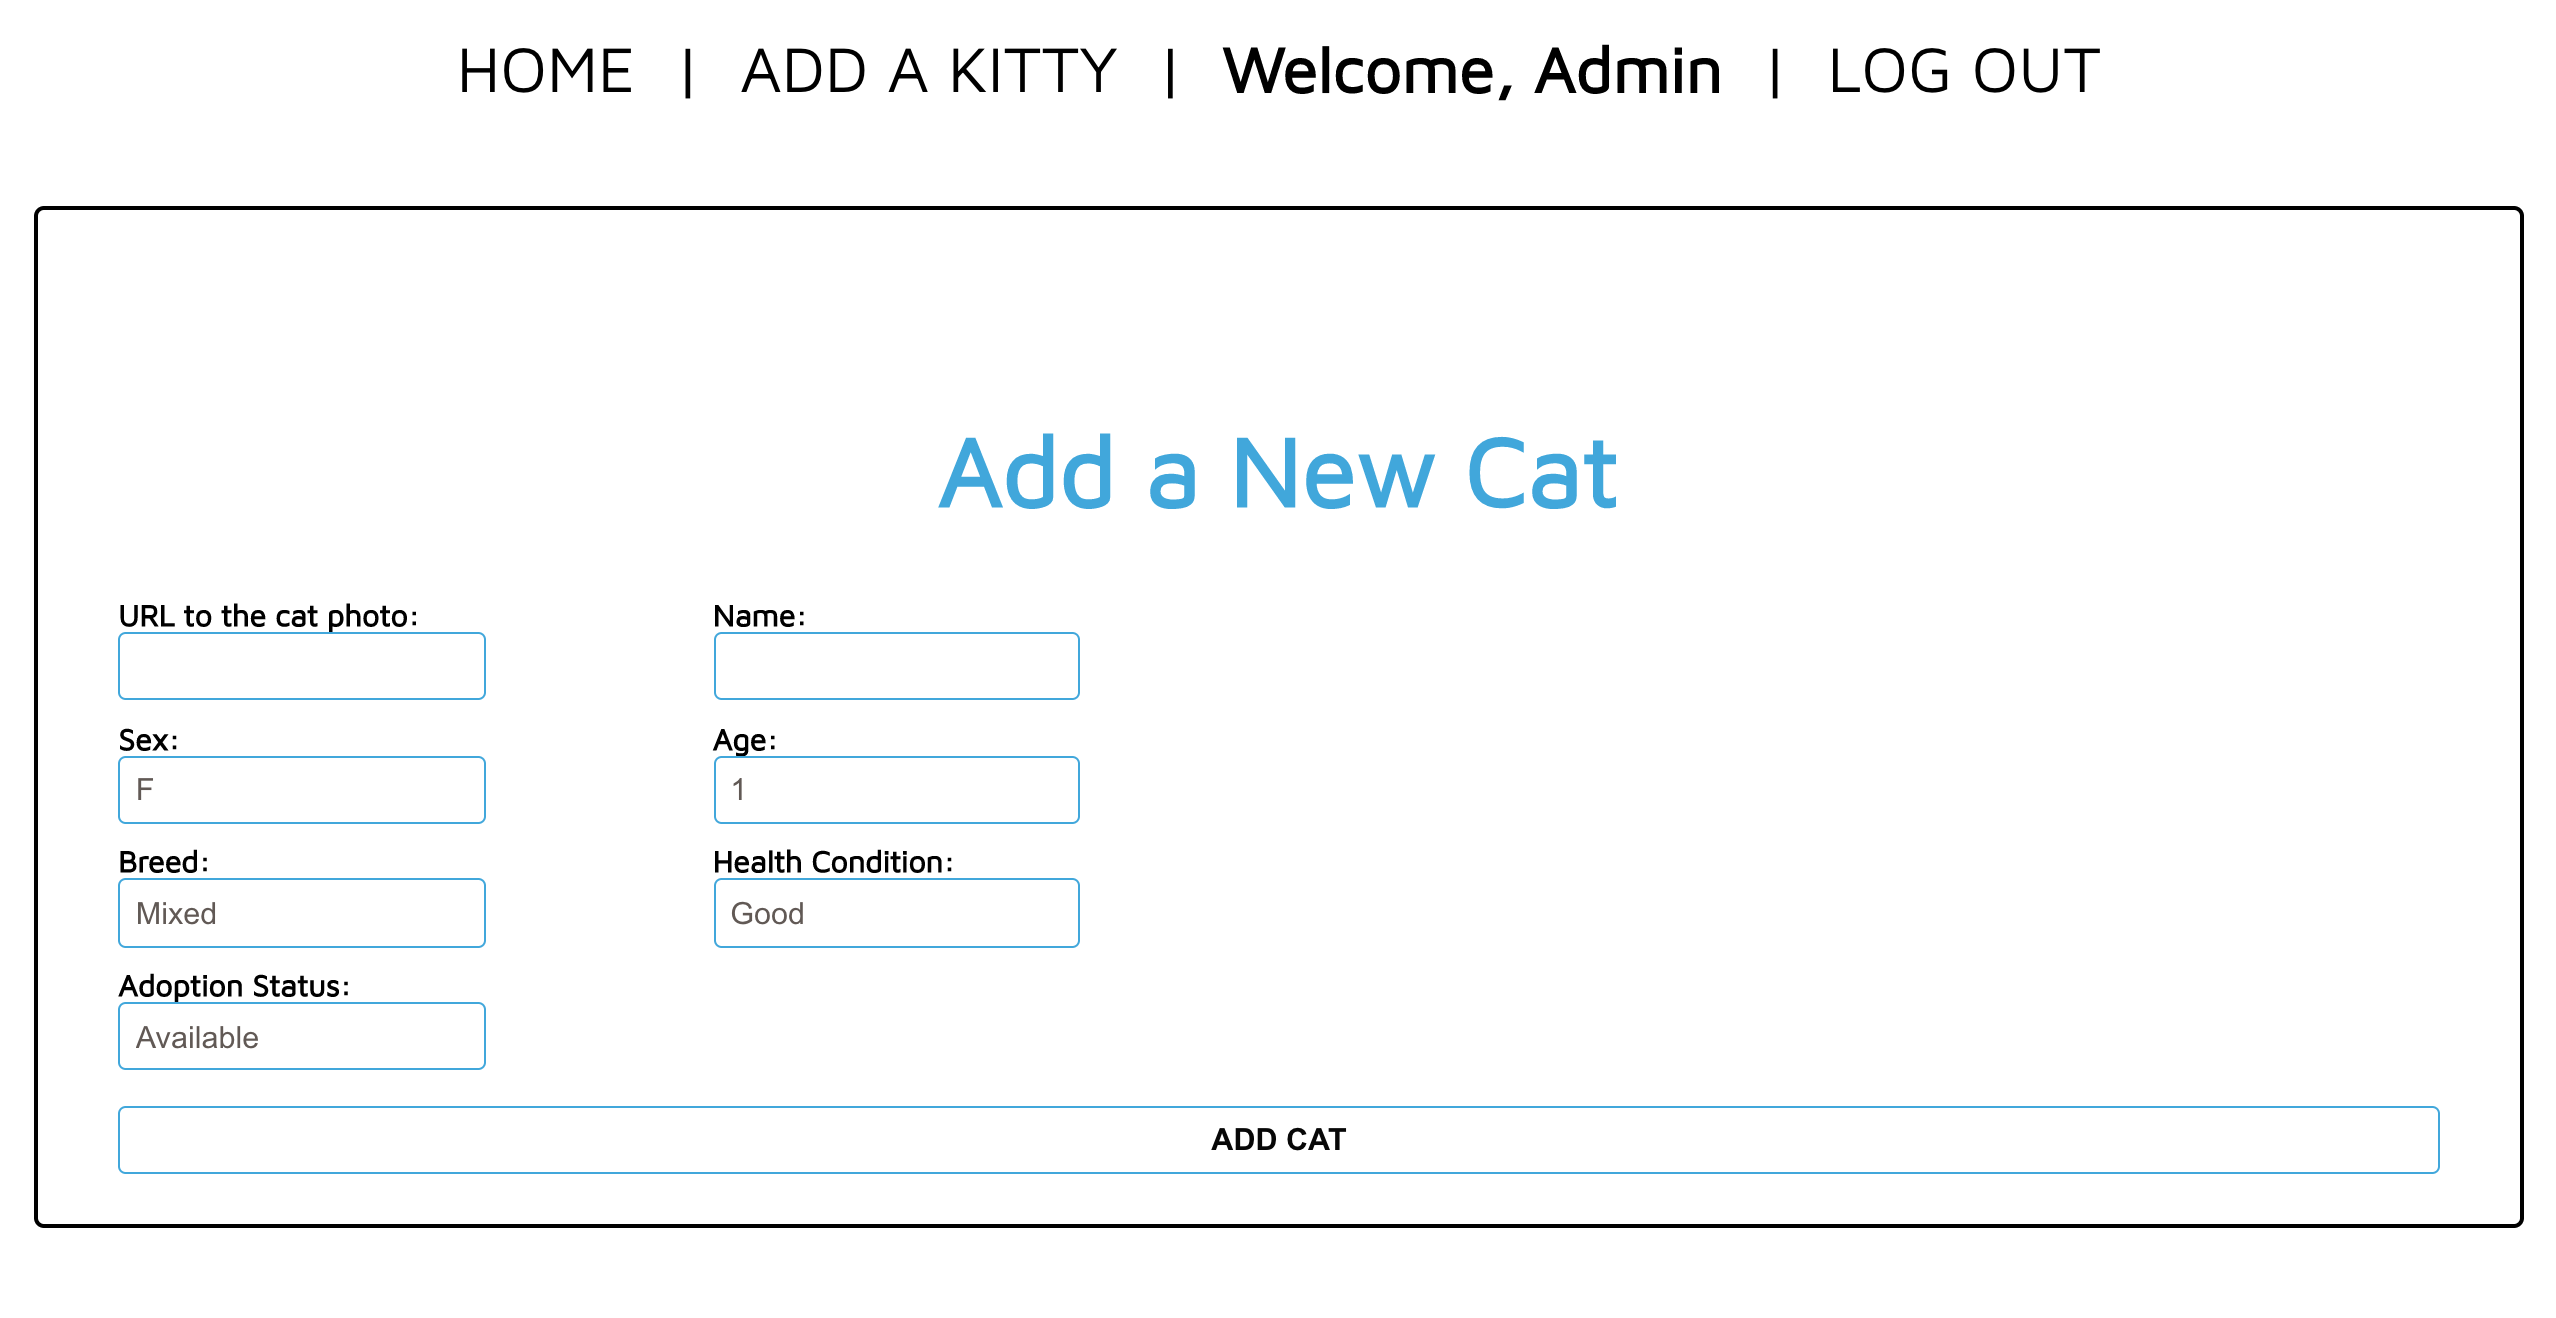 HOME | ADD A KITTY | Welcome, Admin | LOG OUT
Add a New Cat
URL to the cat photo:
Name:
Sex:
F
Age:
1
Breed:
Mixed
Health Condition:
Good
Adoption Status:
Available
ADD CAT